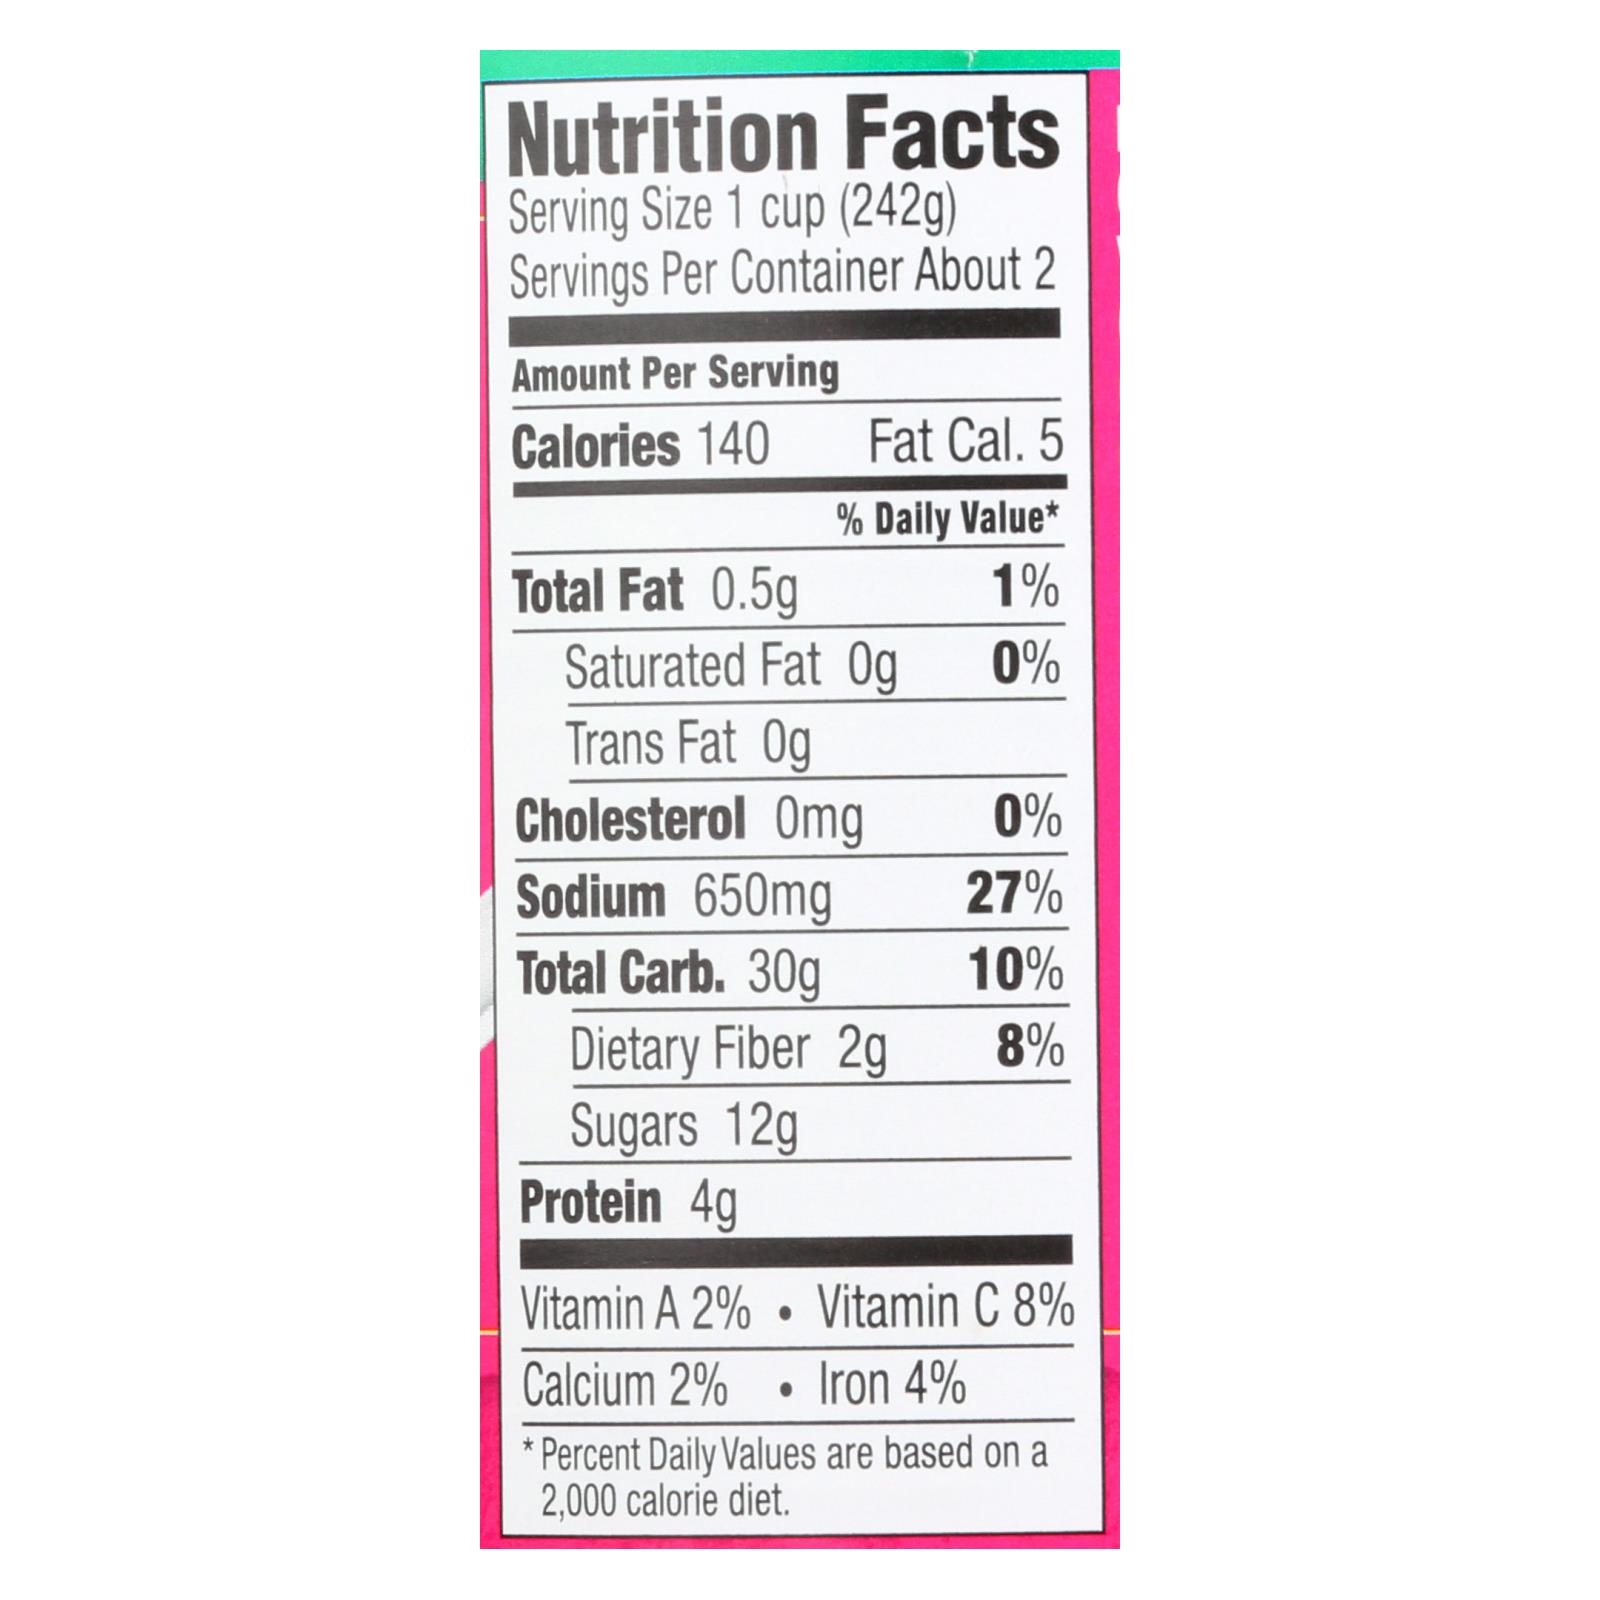 Nutrition Facts
Serving Size 1 cup (242g)
Servings Per Container About 2
Amount Per Serving
Calories 140 Fat Cal. 5
% Daily Value*
Total Fat 0.5g 1%
Saturated Fat 0g 0%
Trans Fat 0g
Cholesterol 0mg 0%
Sodium 650mg 27%
Total Carb. 30g 10%
Dietary Fiber 2g 8%
Sugars 12g
Protein 4g
Vitamin A 2% • Vitamin C 8%
Calcium 2% • Iron 4%
* Percent Daily Values are based on a
2,000 calorie diet.